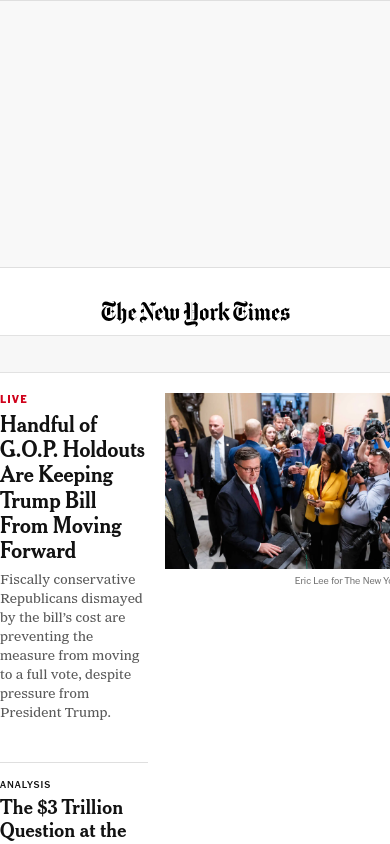 The New York Times
LIVE
Handful of
G.O.P. Holdouts
Are Keeping
Trump Bill
From Moving
Forward
Fiscally conservative
Republicans dismayed
by the bill’s cost are
preventing the
measure from moving
to a full vote, despite
pressure from
President Trump.
Eric Lee for The New
ANALYSIS
The $3 Trillion
Question at the